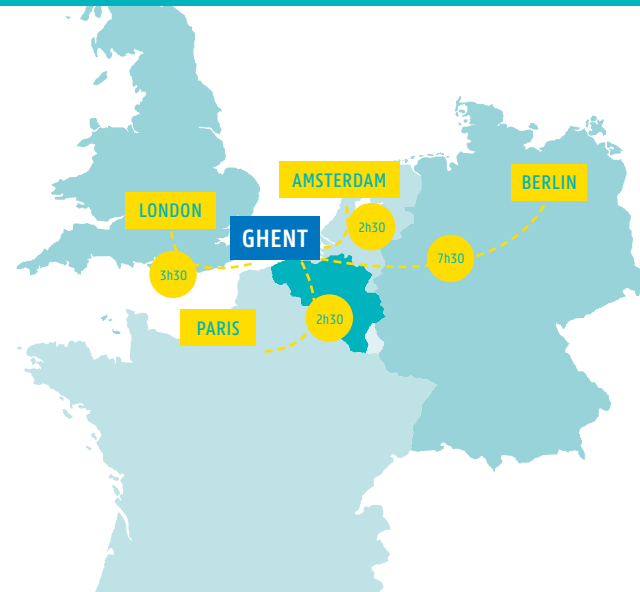 AMSTERDAM
BERLIN
LONDON
2h30
GHENT
7h30
3h30
2h30
PARIS